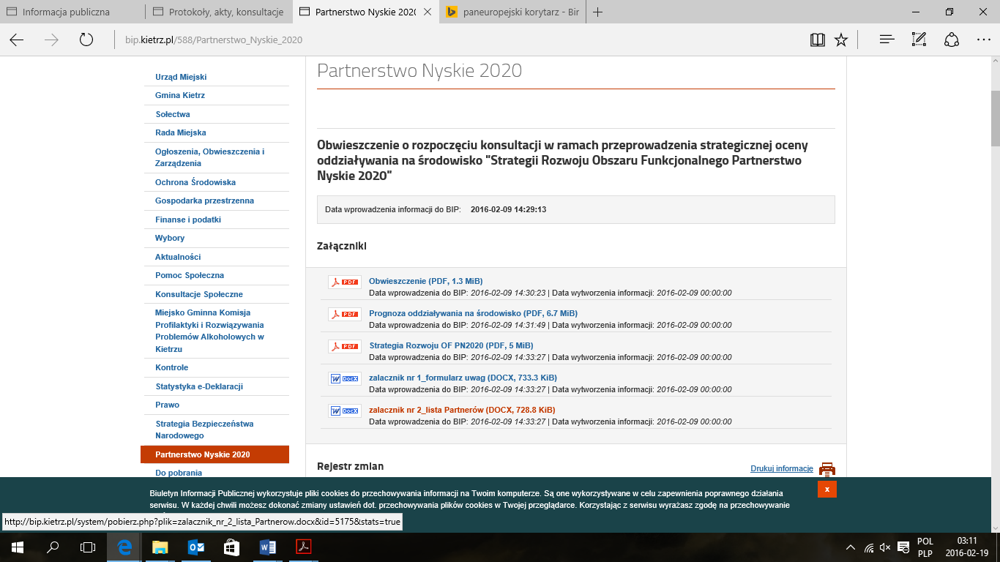 Informacja publiczna
Protokoły, akty, konsultacje
Partnerstwo Nyskie 202
paneuropejski korytarz - Bir
bip.kietrz.pl/588/Partnerstwo_Nyskie_2020
Urząd Miejski
Gmina Kietrz
Sołectwa
Rada Miejska
Ogłoszenia, Obwieszczenia i
Zarządzenia
Ochrona Środowiska
Gospodarka przestrzenna
Finanse i podatki
Wybory
Aktualności
Pomoc Społeczna
Konsultacje Społeczne
Miejsko Gminna Komisja
Profilaktyki i Rozwiązywania
Problemów Alkoholowych w
Kietrzu
Kontrole
Statystyka e-Deklaracji
Prawo
Strategia Bezpieczeństwa
Narodowego
Partnerstwo Nyskie 2020
Do pobrania
Partnerstwo Nyskie 2020
Obwieszczenie o rozpoczęciu konsultacji w ramach przeprowadzenia strategicznej oceny
oddziaływania na środowisko "Strategii Rozwoju Obszaru Funkcjonalnego Partnerstwo
Nyskie 2020"
Data wprowadzenia informacji do BIP: 2016-02-09 14:29:13
Załączniki
PDF Obwieszczenie (PDF, 1.3 MiB)
Data wprowadzenia do BIP: 2016-02-09 14:30:23 | Data wytworzenia informacji: 2016-02-09 00:00:00
PDF Prognoza oddziaływania na środowisko (PDF, 6.7 MiB)
Data wprowadzenia do BIP: 2016-02-09 14:31:49 | Data wytworzenia informacji: 2016-02-09 00:00:00
PDF Strategia Rozwoju OF PN2020 (PDF, 5 MiB)
Data wprowadzenia do BIP: 2016-02-09 14:33:27 | Data wytworzenia informacji: 2016-02-09 00:00:00
DOCX zalacznik nr 1_formularz uwag (DOCX, 733.3 KiB)
Data wprowadzenia do BIP: 2016-02-09 14:33:27 | Data wytworzenia informacji: 2016-02-09 00:00:00
DOCX zalacznik nr 2_lista Partnerów (DOCX, 728.8 KiB)
Data wprowadzenia do BIP: 2016-02-09 14:33:27 | Data wytworzenia informacji: 2016-02-09 00:00:00
Rejestr zmian
Drukuj informację
Biuletyn Informacji Publicznej wykorzystuje pliki cookies do przechowywania informacji na Twoim komputerze. Są one wykorzystywane w celu zapewnienia poprawnego działania
serwisu. W każdej chwili możesz dokonać zmiany ustawień dot. przechowywania plików cookies w Twojej przeglądarce. Korzystając z serwisu wyrażasz zgodę na przechowywanie
x
http://bip.kietrz.pl/system/pobierz.php?plik=zalacznik_nr_2_lista_Partnerow.docx&id=5175&stats=true
POL
PLP
03:11
2016-02-19